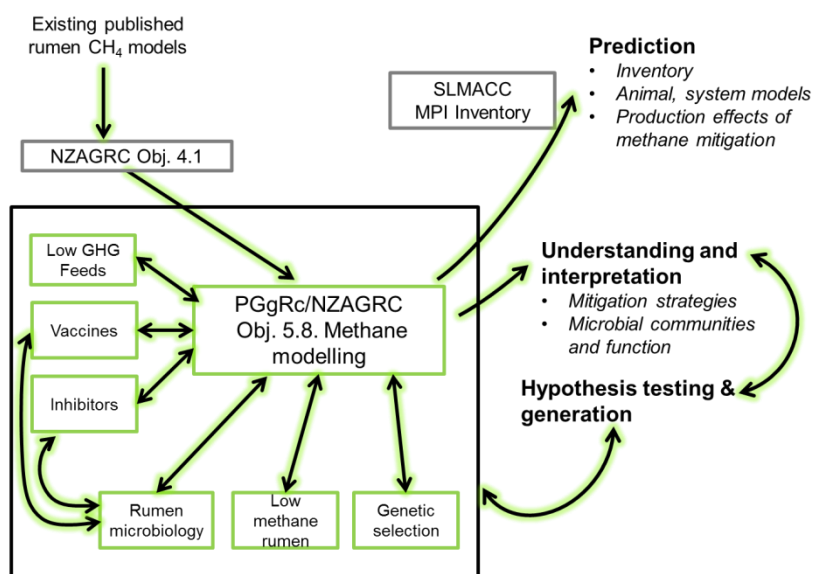 Existing published
rumen CH₄ models
NZAGRC Obj. 4.1
SLMACC
MPI Inventory
Prediction
• Inventory
• Animal, system models
• Production effects of
methane mitigation
Low GHG
Feeds
Vaccines
Inhibitors
PGgRc/NZAGRC
Obj. 5.8. Methane
modelling
Understanding and
interpretation
• Mitigation strategies
• Microbial communities
and function
Hypothesis testing &
generation
Rumen
microbiology
Low
methane
rumen
Genetic
selection